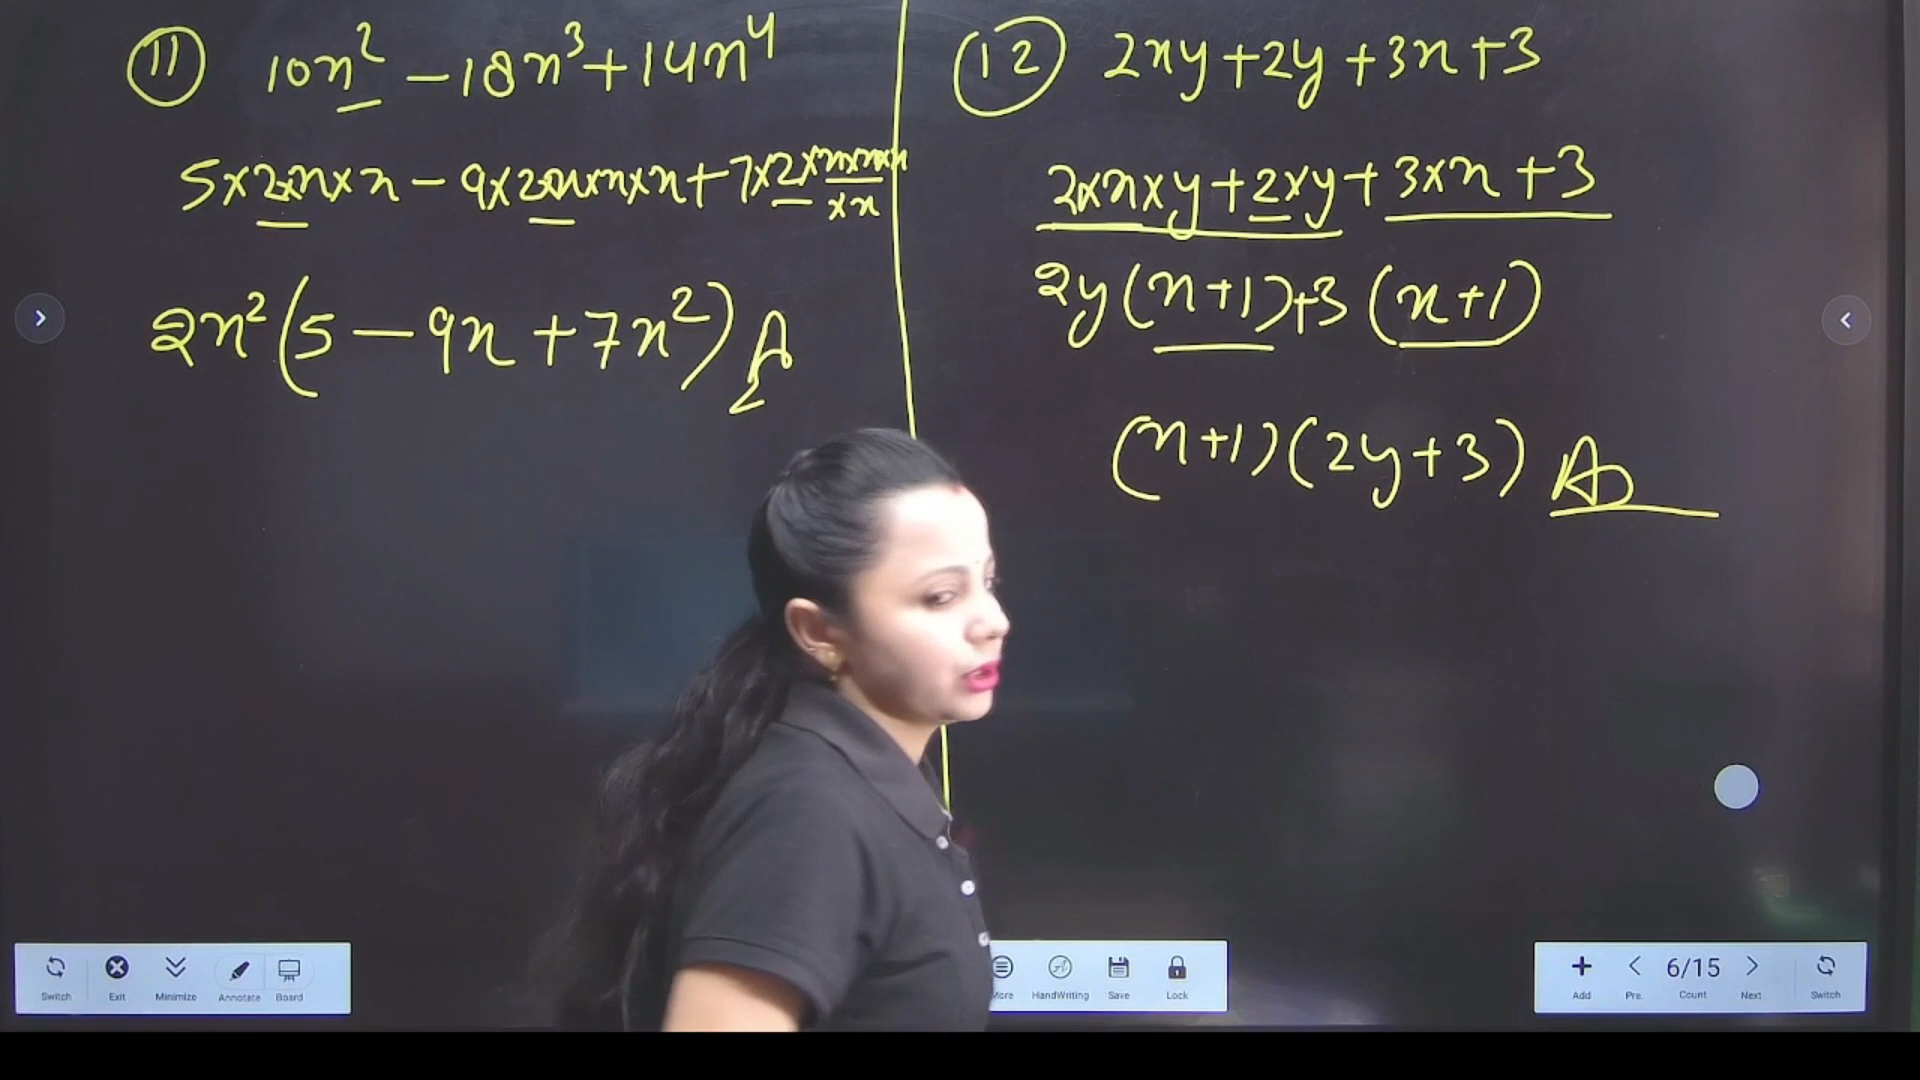 11 10x² - 18x³ + 14x⁴
5×2×x×x - 9×2×x×x×x + 7×2×x×x×x
×x
2x²(5 - 9x + 7x²) A
12 2xy + 2y + 3x + 3
2×x×y + 2×y + 3×x + 3
2y(x+1)+3(x+1)
(x+1)(2y+3) A
Switch Exit Minimize Annotate Board
More HandWriting Save Lock
6/15
Add Pre. Count Next Switch